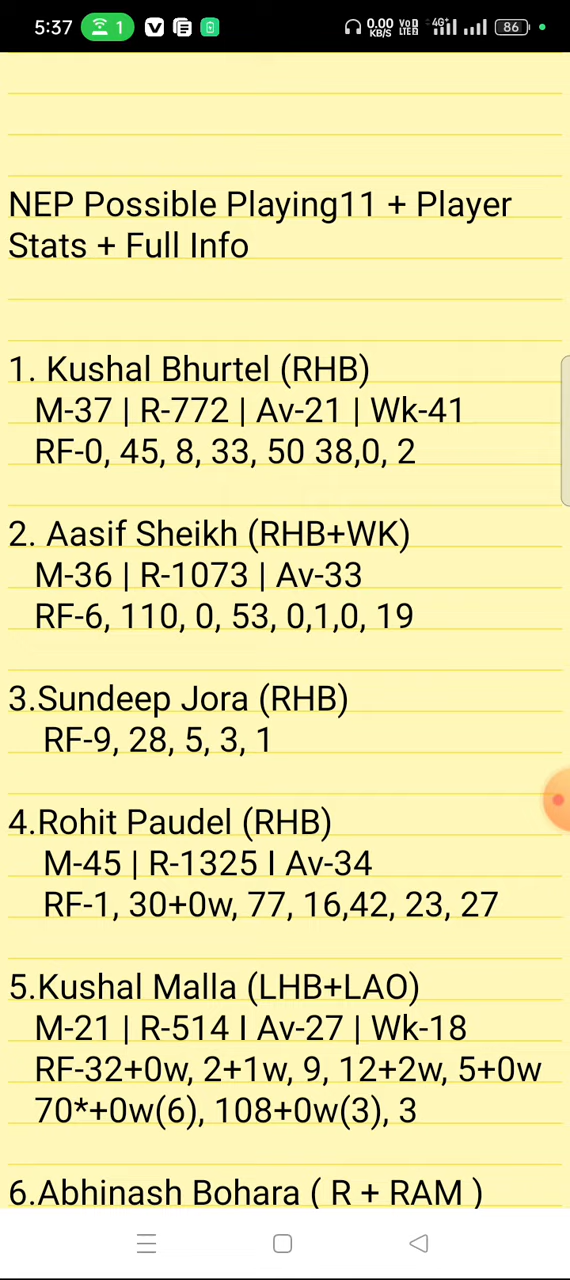 5:37 1 V 0.00 KB/S Vo LTE2 4G+ 86
NEP Possible Playing11 + Player
Stats + Full Info
1. Kushal Bhurtel (RHB)
M-37 | R-772 | Av-21 | Wk-41
RF-0, 45, 8, 33, 50 38,0, 2
2. Aasif Sheikh (RHB+WK)
M-36 | R-1073 | Av-33
RF-6, 110, 0, 53, 0,1,0, 19
3.Sundeep Jora (RHB)
RF-9, 28, 5, 3, 1
4.Rohit Paudel (RHB)
M-45 | R-1325 I Av-34
RF-1, 30+0w, 77, 16,42, 23, 27
5.Kushal Malla (LHB+LAO)
M-21 | R-514 I Av-27 | Wk-18
RF-32+0w, 2+1w, 9, 12+2w, 5+0w
70*+0w(6), 108+0w(3), 3
6.Abhinash Bohara ( R + RAM )